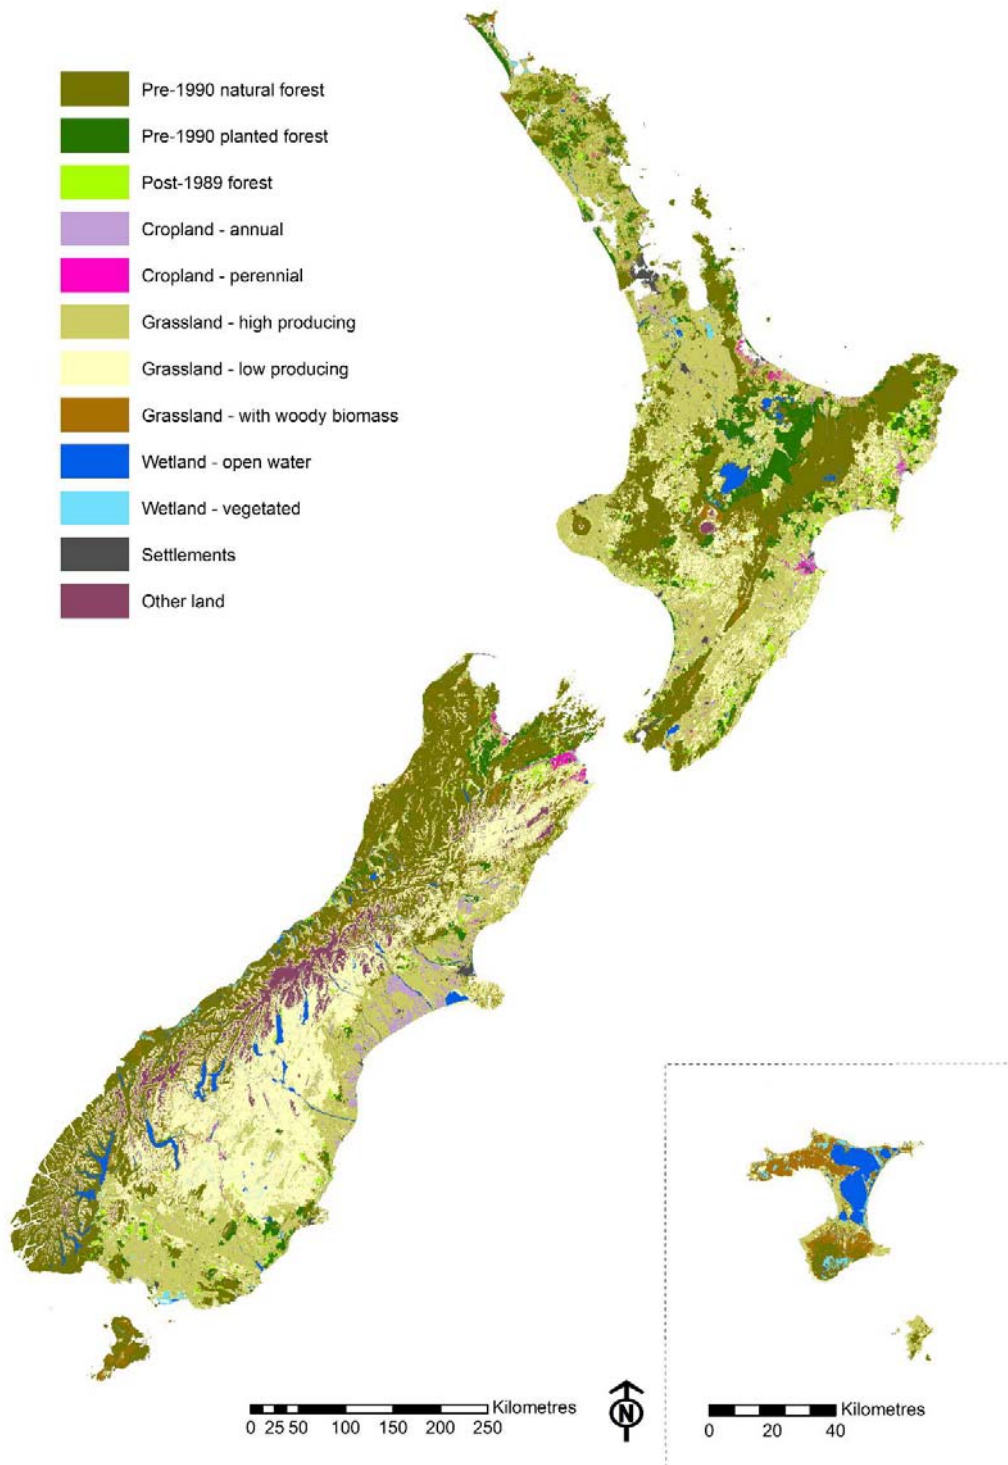 Pre-1990 natural forest
Pre-1990 planted forest
Post-1989 forest
Cropland - annual
Cropland - perennial
Grassland - high producing
Grassland - low producing
Grassland - with woody biomass
Wetland - open water
Wetland - vegetated
Settlements
Other land
Kilometres
0 25 50 100 150 200 250
N
Kilometres
0 20 40